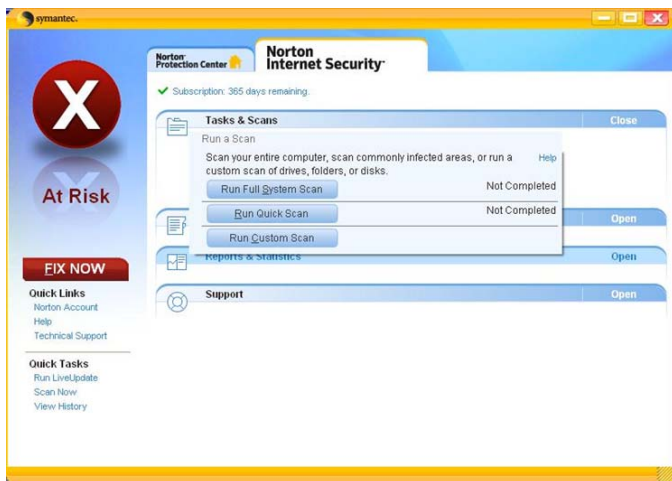 symantec.
Norton
Protection Center
Norton
Internet Security
Subscription: 365 days remaining.
Tasks & Scans
Close
Run a Scan
Scan your entire computer, scan commonly infected areas, or run a
custom scan of drives, folders, or disks.
Help
Run Full System Scan
Not Completed
Run Quick Scan
Not Completed
Run Custom Scan
Open
Reports & Statistics
Open
Support
Open
X
At Risk
FIX NOW
Quick Links
Norton Account
Help
Technical Support
Quick Tasks
Run LiveUpdate
Scan Now
View History